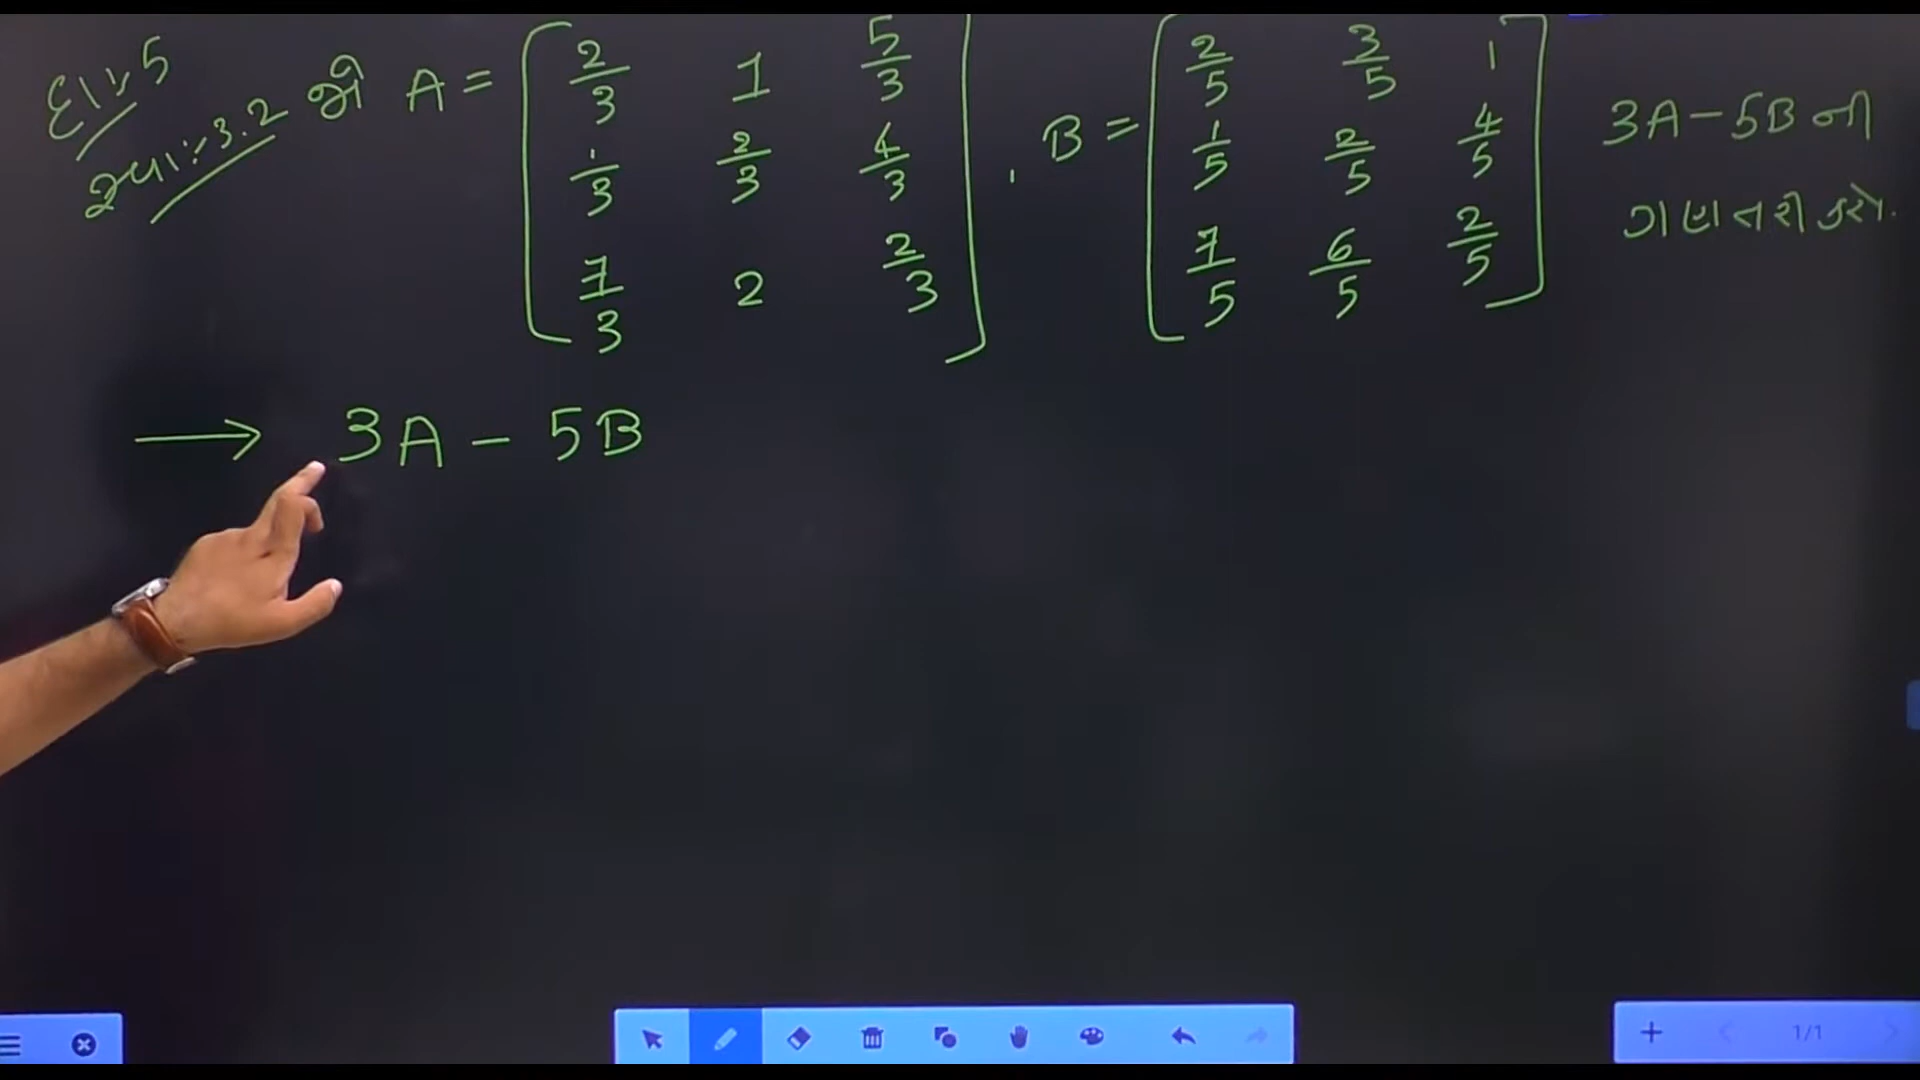 દા:5
સ્વા:-3.2 જો A = [ 2/3 1 5/3 , B = [ 2/5 3/5 1 3A - 5B ની
1/3 2/3 4/3 1/5 2/5 4/5 ગણતરી કરો.
7/3 2 2/3 ] 7/5 6/5 2/5 ]
→ 3A - 5B
1/1